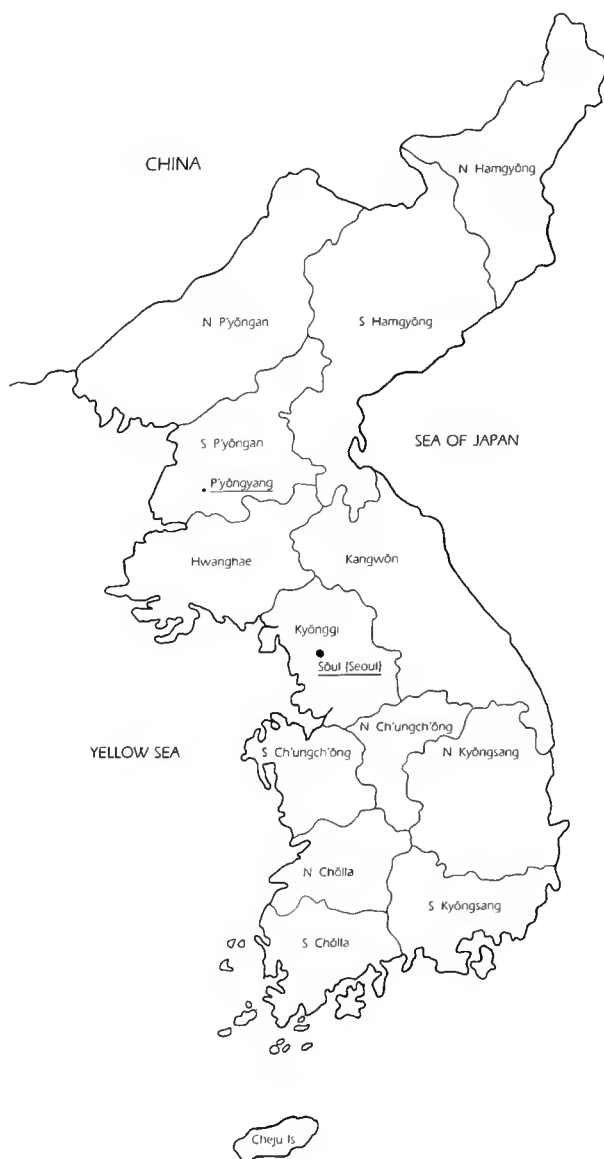 CHINA
N Hamgyŏng
N P'yŏngan
S Hamgyŏng
S P'yŏngan
SEA OF JAPAN
P'yŏngyang
Hwanghae
Kangwŏn
Kyŏnggi
Sŏul (Seoul)
N Ch'ungch'ŏng
YELLOW SEA
S Ch'ungch'ŏng
N Kyŏngsang
N Chŏlla
S Kyŏngsang
S Chŏlla
Cheju Is